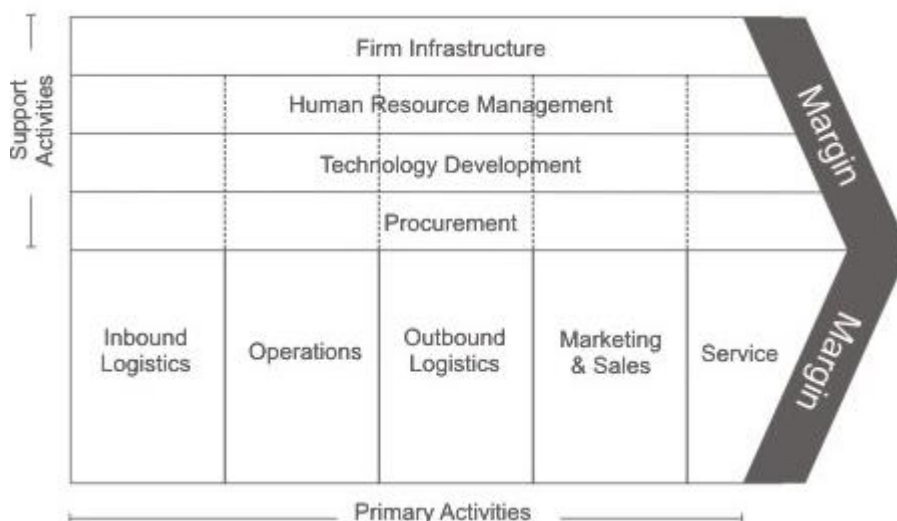 Support
Activities
Firm Infrastructure
Human Resource Management
Technology Development
Procurement
Inbound
Logistics
Operations
Outbound
Logistics
Marketing
& Sales
Service
Margin
Margin
Primary Activities